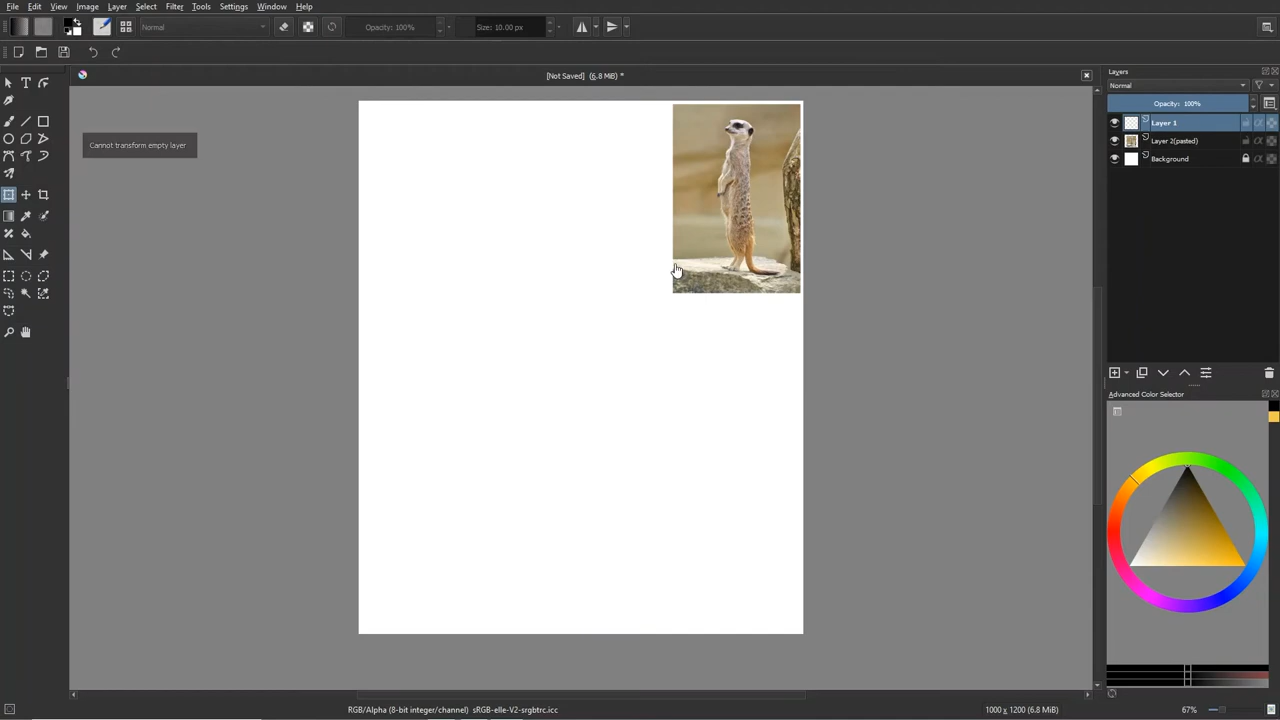 File Edit View Image Layer Select Filter Tools Settings Window Help
Normal Opacity: 100% Size: 10.00 px
[Not Saved] (6.8 MiB) *
Layers
Normal
Opacity: 100%
Layer 1
Layer 2(pasted)
Background
Cannot transform empty layer
Advanced Color Selector
RGB/Alpha (8-bit integer/channel) sRGB-elle-V2-srgbtrc.icc 1000 x 1200 (6.8 MiB) 67%